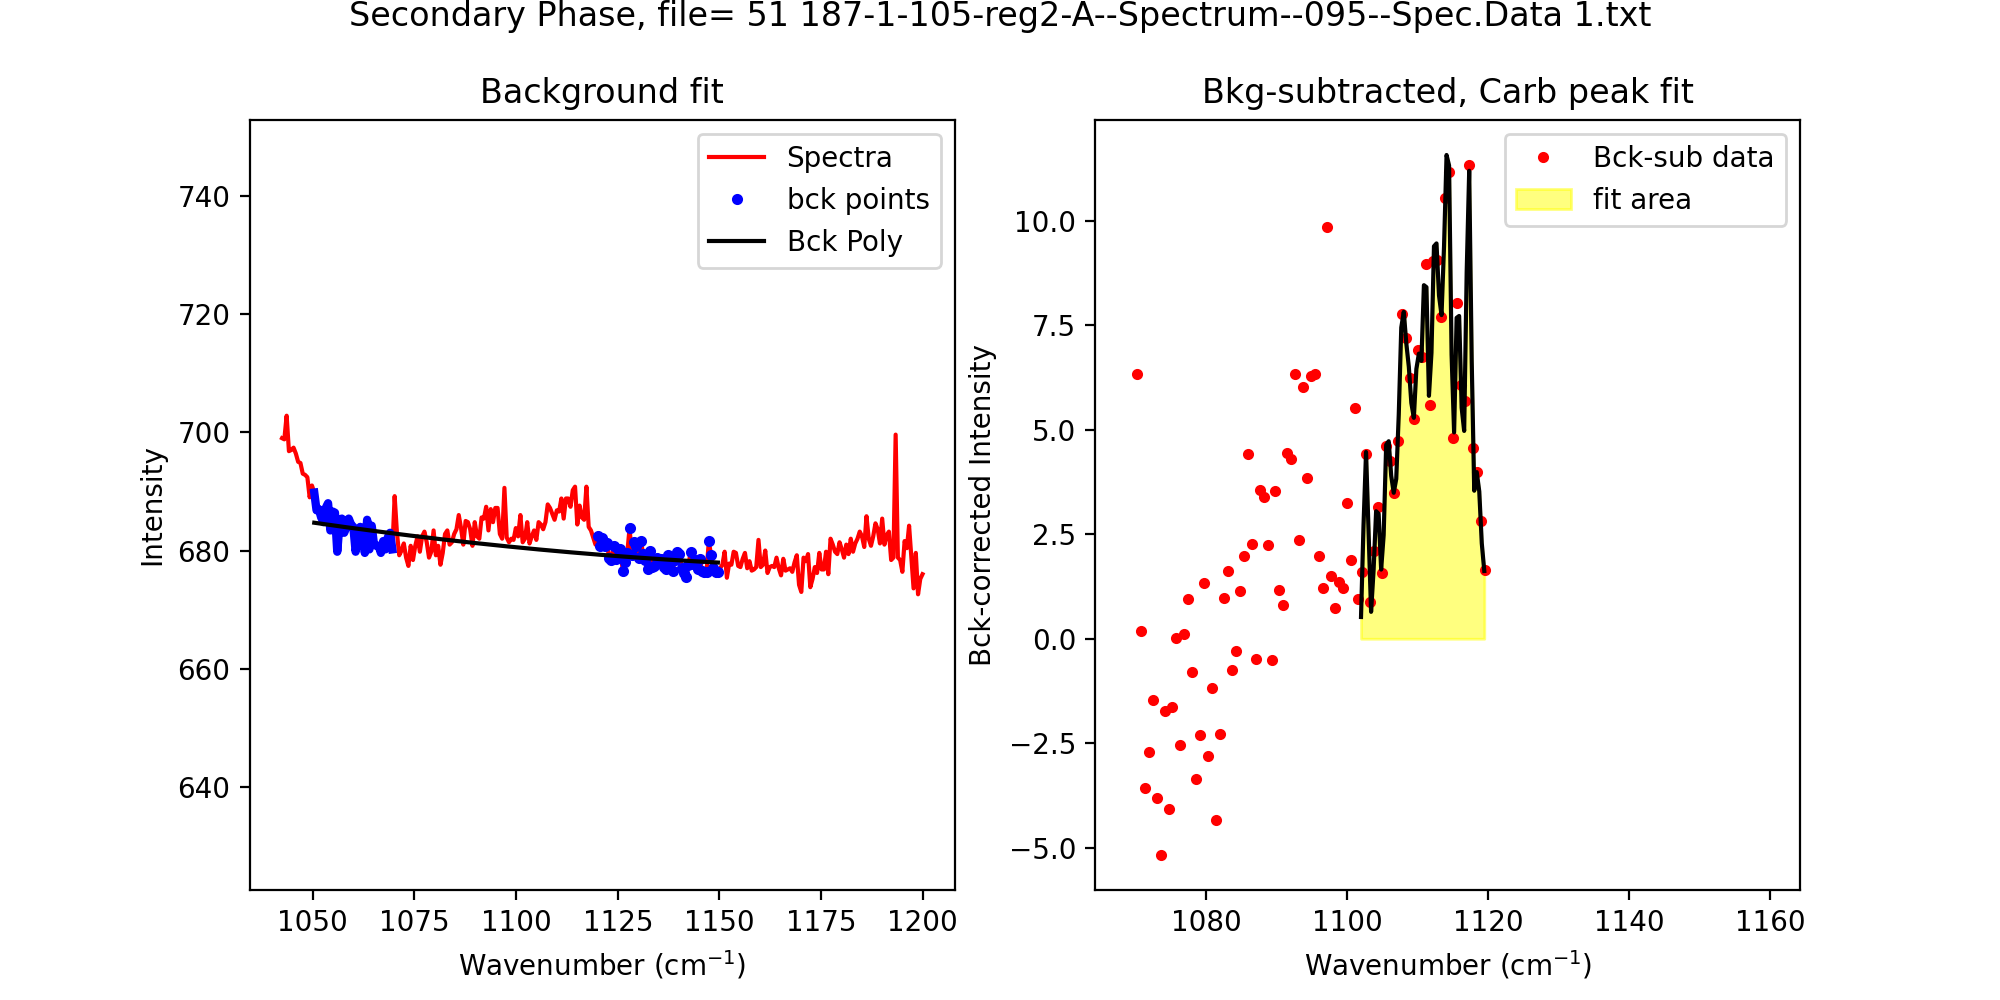 Secondary Phase, file= 51 187-1-105-reg2-A--Spectrum--095--Spec.Data 1.txt
Background fit
Spectra
bck points
Bck Poly
740
720
700
680
660
640
Intensity
1050 1075 1100 1125 1150 1175 1200
Wavenumber (cm⁻¹)
Bkg-subtracted, Carb peak fit
Bck-sub data
fit area
10.0
7.5
5.0
2.5
0.0
−2.5
−5.0
Bck-corrected Intensity
1080 1100 1120 1140 1160
Wavenumber (cm⁻¹)